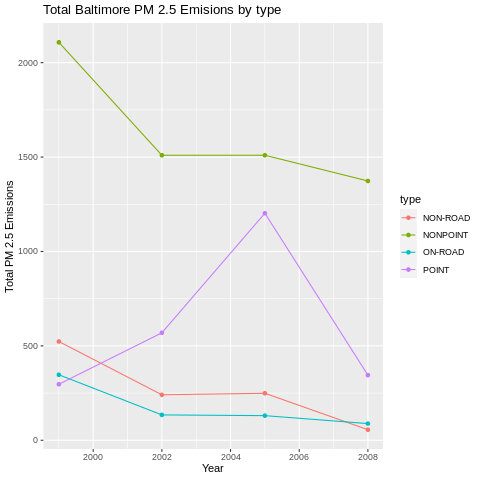 Total Baltimore PM 2.5 Emisions by type
Total PM 2.5 Emissions
2000
1500
1000
500
0
2000 2002 2004 2006 2008
Year
type
NON-ROAD
NONPOINT
ON-ROAD
POINT